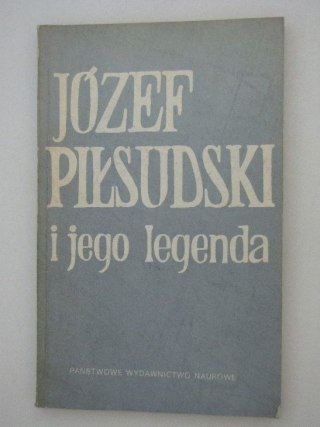 JÓZEF
PIŁSUDSKI
i jego legenda
PAŃSTWOWE WYDAWNICTWO NAUKOWE